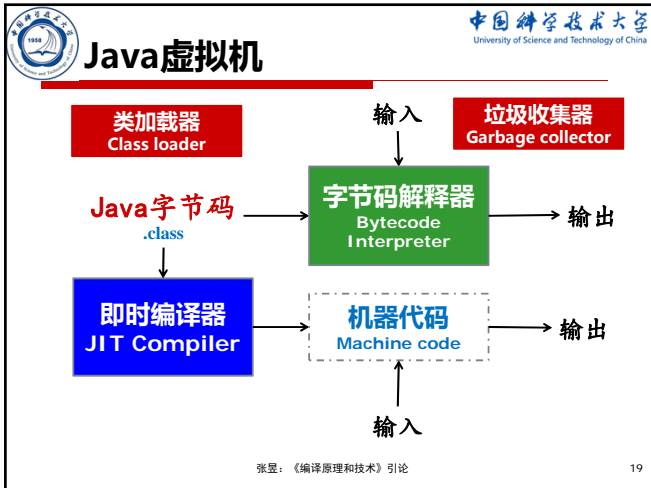 中国科学技术大学
University of Science and Technology of China
1958
Java虚拟机
类加载器
Class loader
输入
垃圾收集器
Garbage collector
Java字节码
.class
字节码解释器
Bytecode
Interpreter
输出
即时编译器
JIT Compiler
机器代码
Machine code
输出
输入
张昱：《编译原理和技术》引论
19